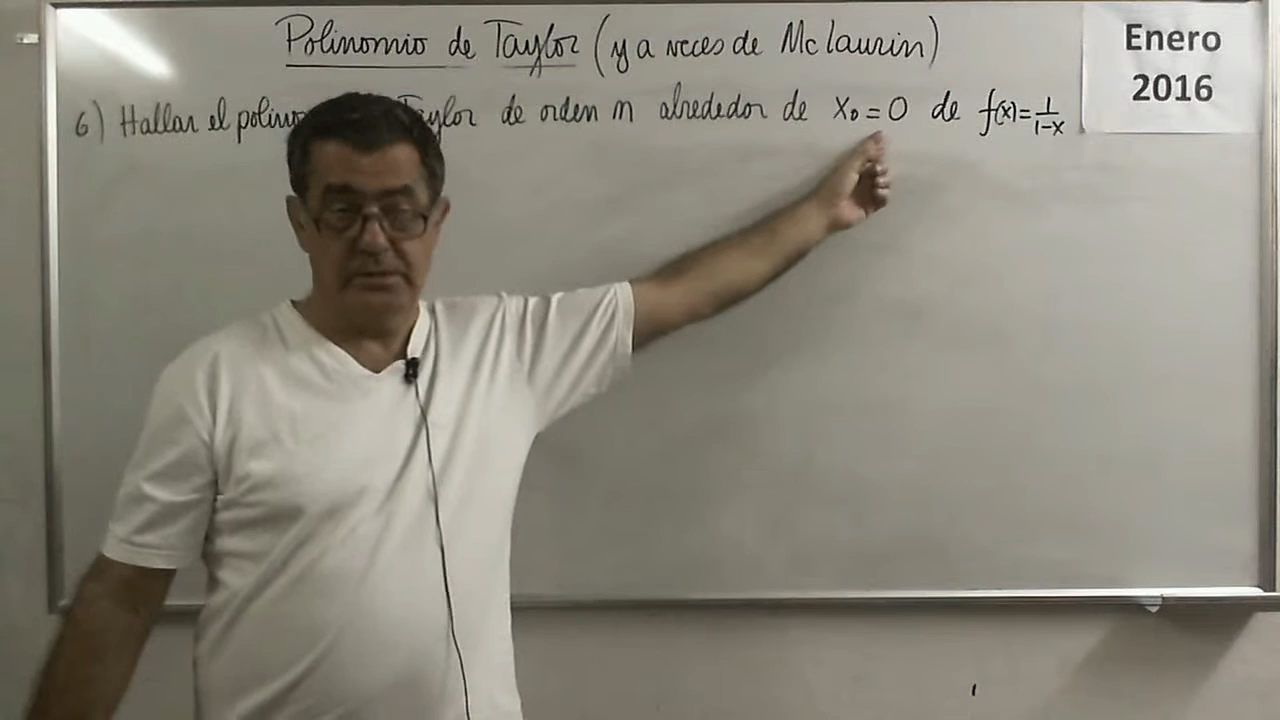 Polinomio de Taylor (y a veces de Mc Laurin)
Enero
2016
6) Hallar el polino Taylor de orden n alrededor de x₀=0 de f(x)=1/(1-x)